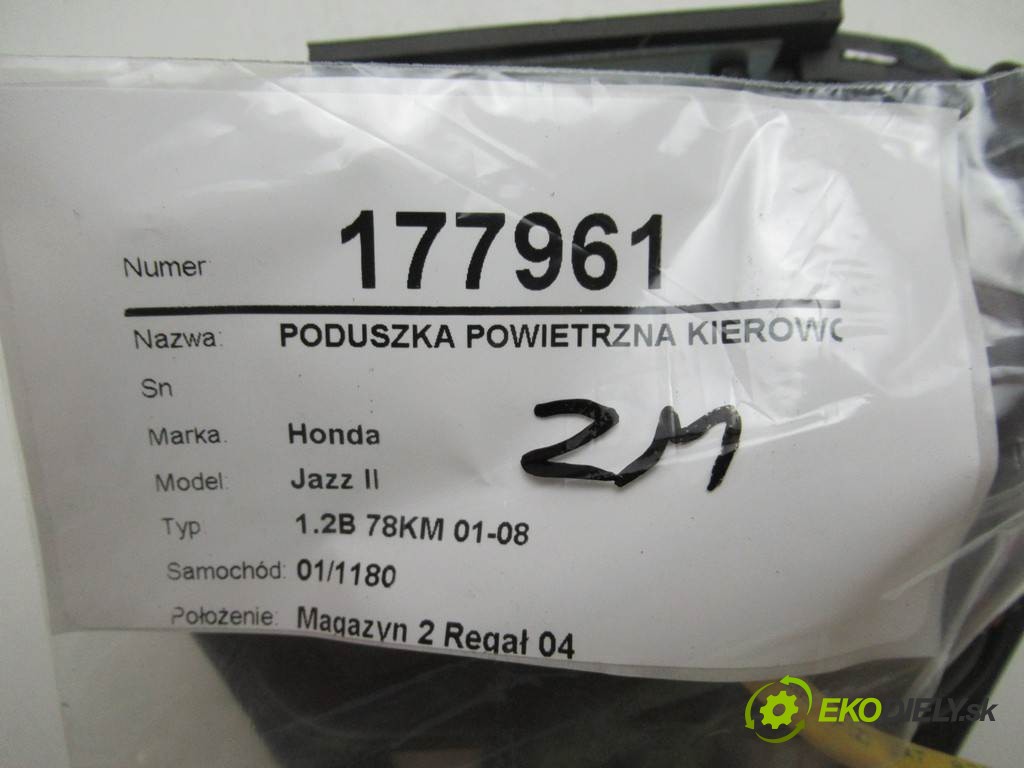 Numer 177961
Nazwa: PODUSZKA POWIETRZNA KIEROWC
Sn
Marka. Honda
Model: Jazz II
Typ 1.2B 78KM 01-08
Samochód: 01/1180
Położenie: Magazyn 2 Regał 04
ZM
EKODIELY.sk